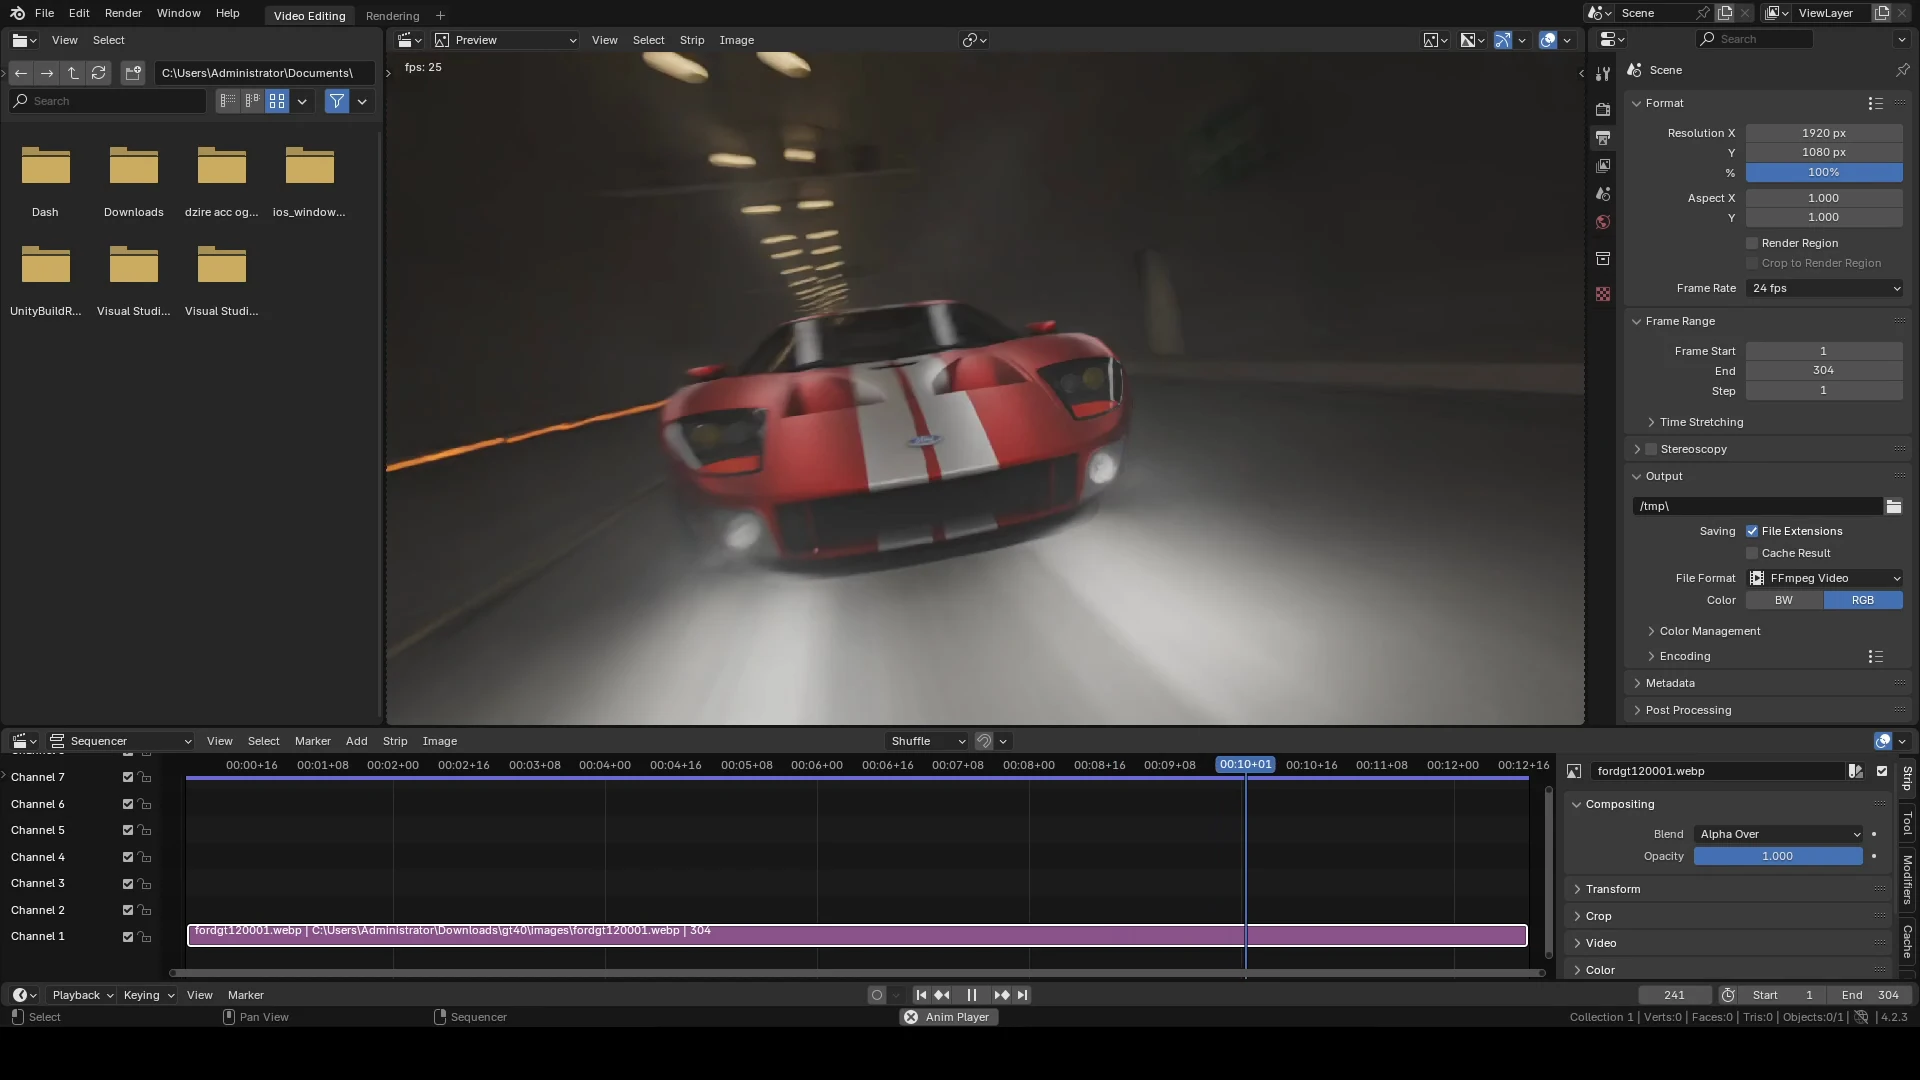 File Edit Render Window Help Video Editing Rendering + Scene ViewLayer
View Select
Preview View Select Strip Image
Search
C:\Users\Administrator\Documents\
Search
fps: 25
Dash Downloads dzire acc og... ios_window...
UnityBuildR... Visual Studi... Visual Studi...
Scene
Format
Resolution X 1920 px
Y 1080 px
% 100%
Aspect X 1.000
Y 1.000
Render Region
Crop to Render Region
Frame Rate 24 fps
Frame Range
Frame Start 1
End 304
Step 1
Time Stretching
Stereoscopy
Output
/tmp\
Saving File Extensions
Cache Result
File Format FFmpeg Video
Color BW RGB
Color Management
Encoding
Metadata
Post Processing
Sequencer View Select Marker Add Strip Image Shuffle
00:00+16 00:01+08 00:02+00 00:02+16 00:03+08 00:04+00 00:04+16 00:05+08 00:06+00 00:06+16 00:07+08 00:08+00 00:08+16 00:09+08 00:10+01 00:10+16 00:11+08 00:12+00 00:12+16
Channel 7
Channel 6
Channel 5
Channel 4
Channel 3
Channel 2
Channel 1
fordgt120001.webp | C:\Users\Administrator\Downloads\gt40\images\fordgt120001.webp | 304
fordgt120001.webp
Compositing
Blend Alpha Over
Opacity 1.000
Transform
Crop
Video
Color
Strip
Tool
Modifiers
Cache
Playback Keying View Marker 241 Start 1 End 304
Select Pan View Sequencer Anim Player Collection 1 | Verts:0 | Faces:0 | Tris:0 | Objects:0/1 | 4.2.3